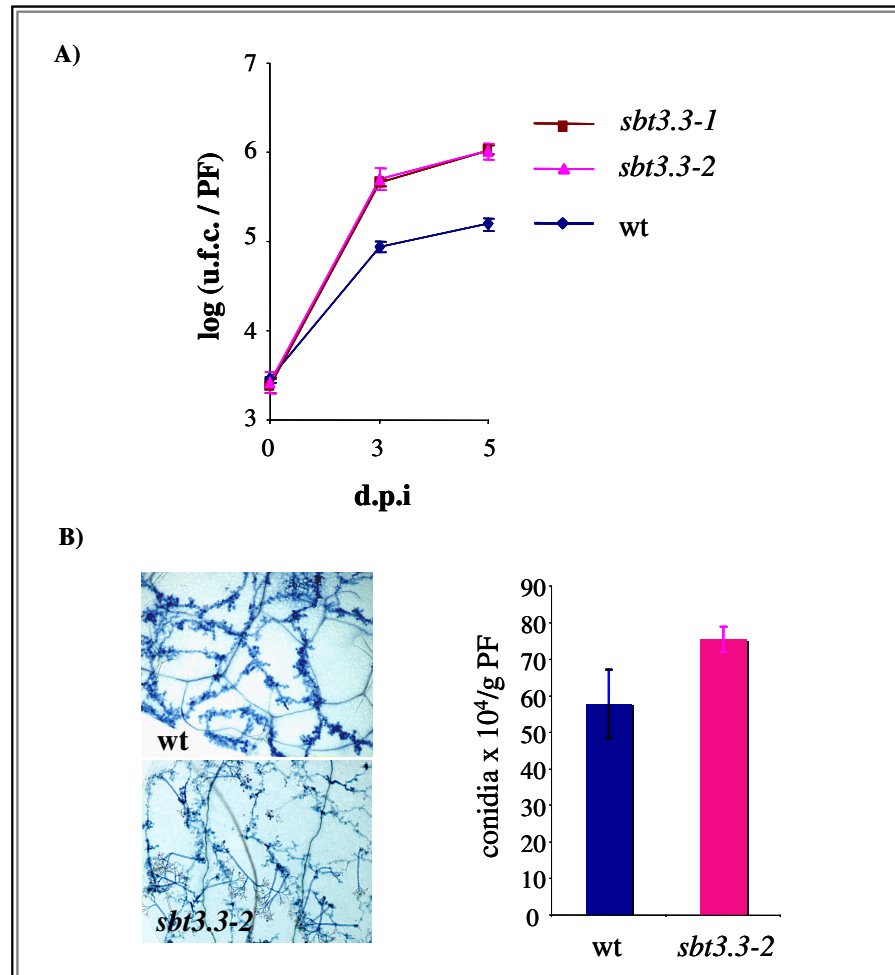 A)
7
6
5
4
3
log (u.f.c. / PF)
0 3 5
d.p.i
sbt3.3-1
sbt3.3-2
wt
B)
wt
sbt3.3-2
90
80
70
60
50
40
30
20
10
0
conidia x 10⁴/g PF
wt sbt3.3-2